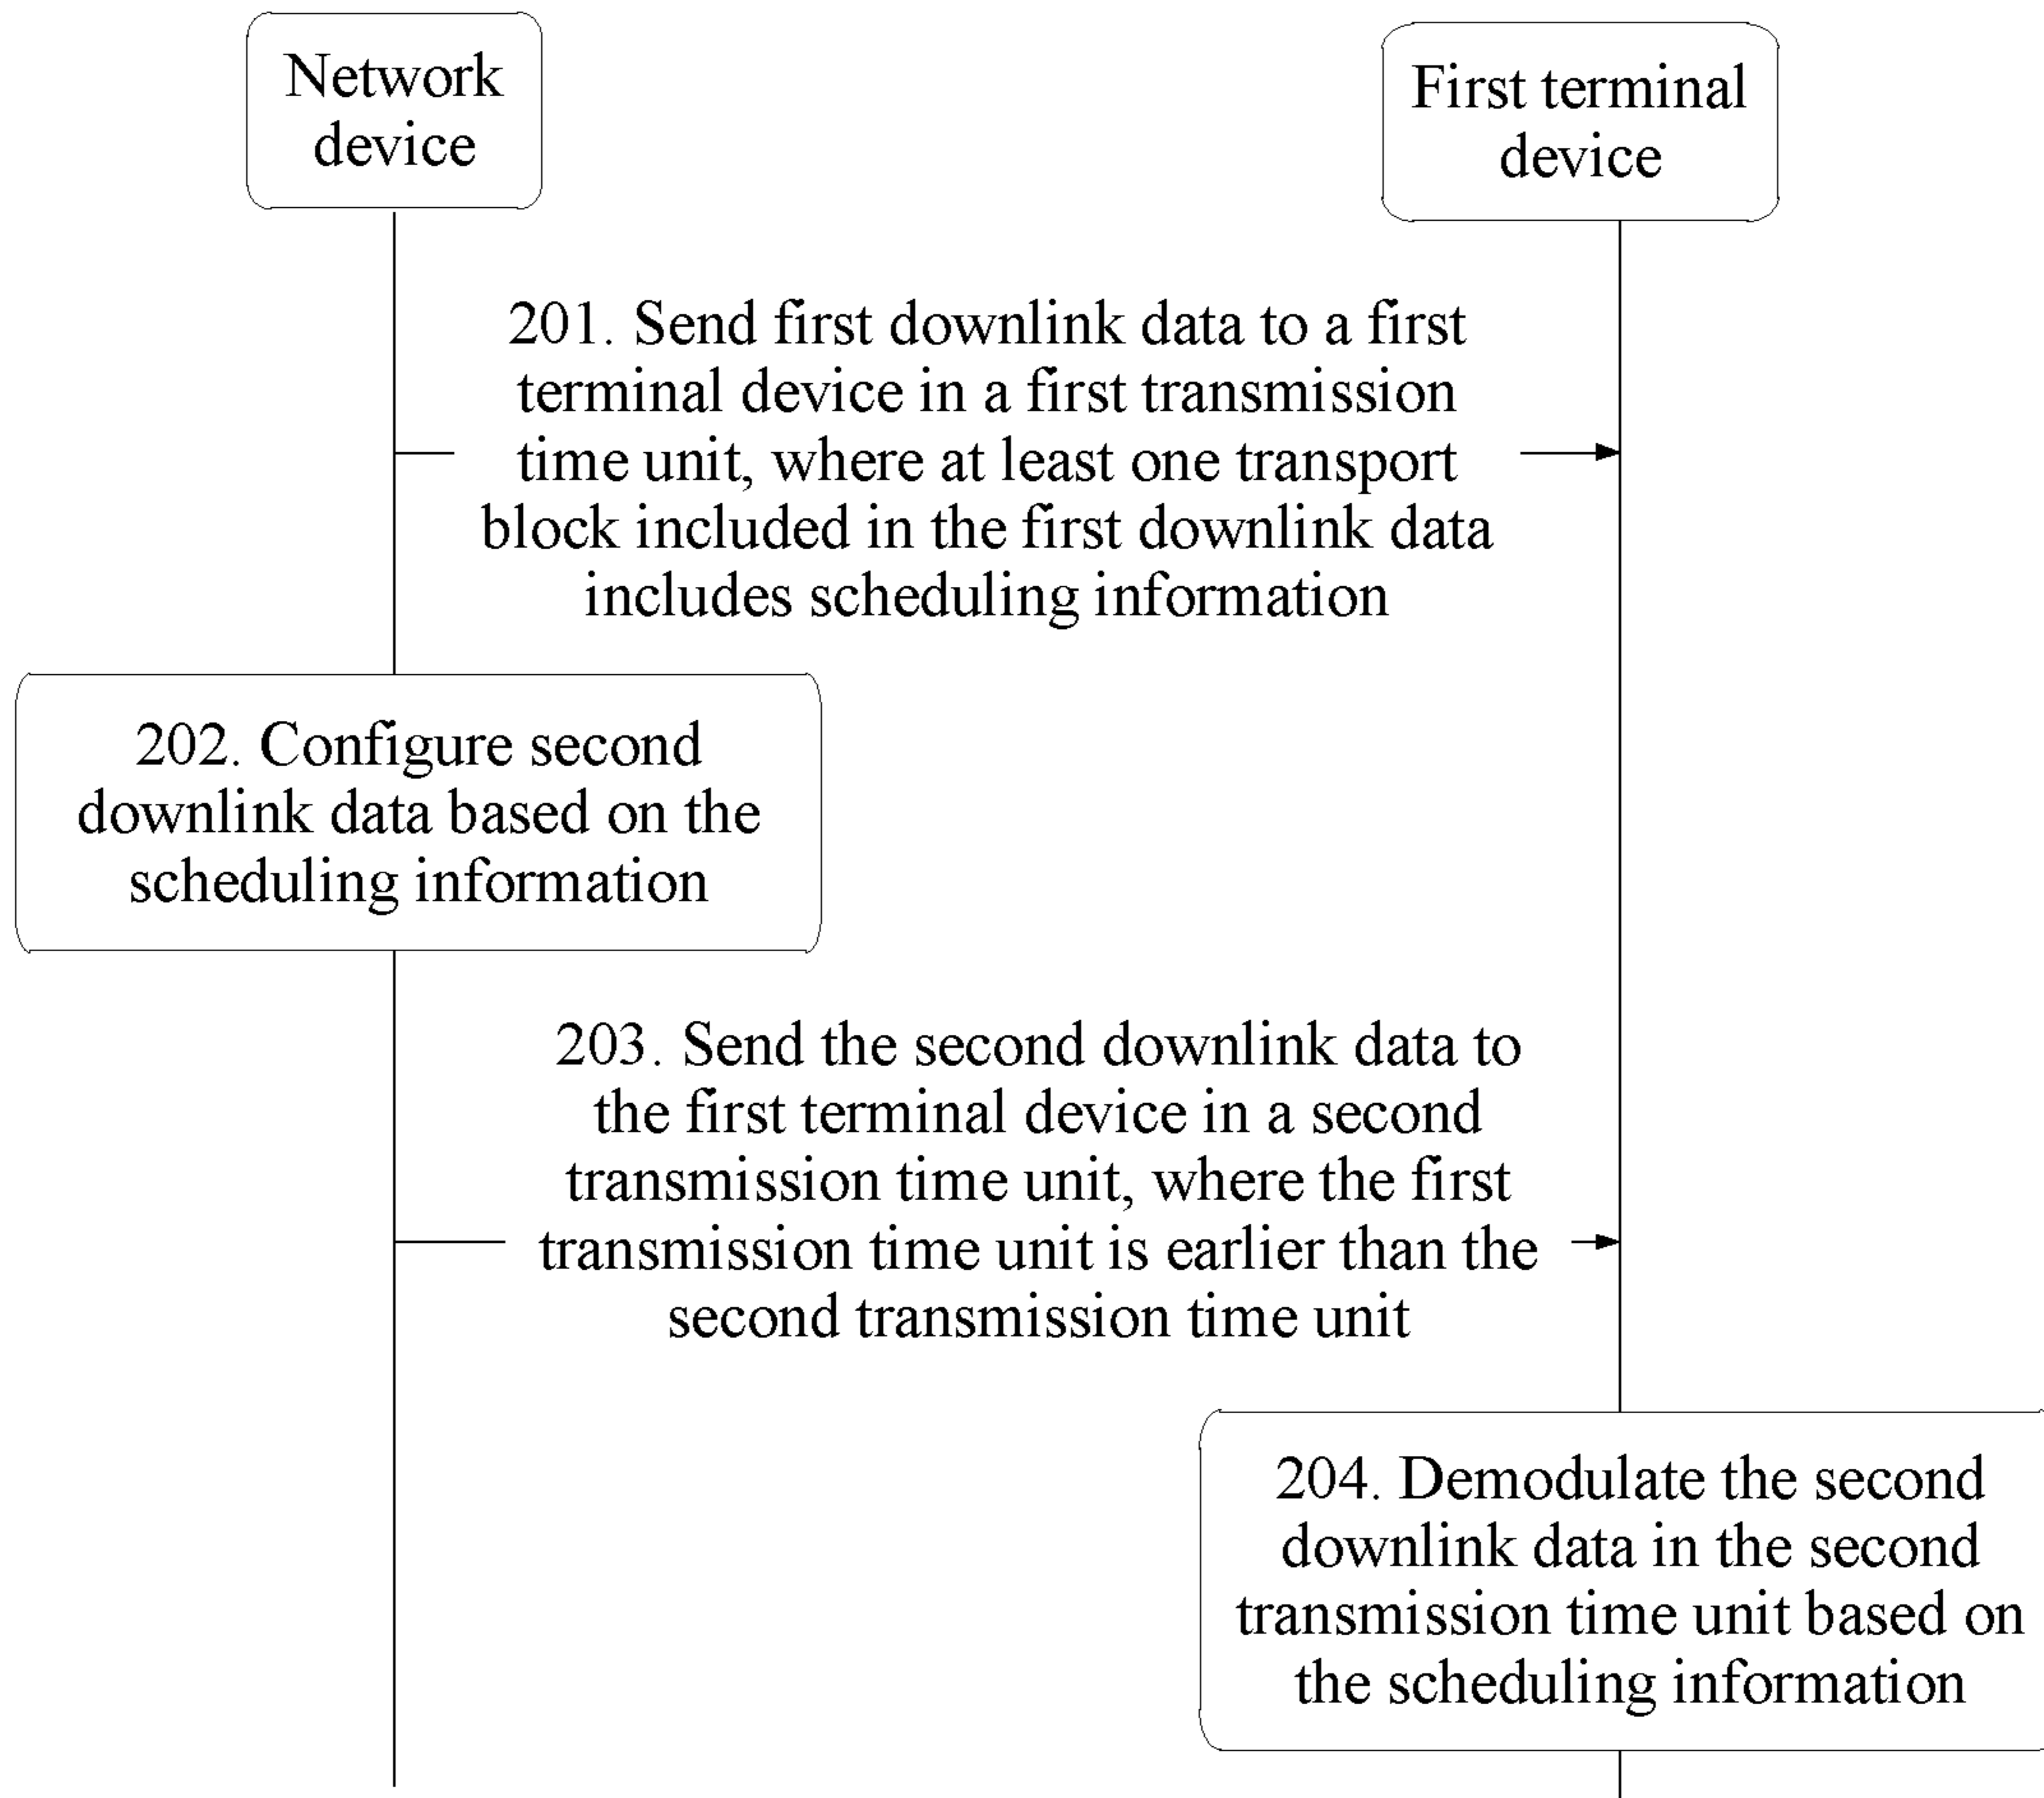 Network
device
First terminal
device
201. Send first downlink data to a first
terminal device in a first transmission
time unit, where at least one transport
block included in the first downlink data
includes scheduling information
202. Configure second
downlink data based on the
scheduling information
203. Send the second downlink data to
the first terminal device in a second
transmission time unit, where the first
transmission time unit is earlier than the
second transmission time unit
204. Demodulate the second
downlink data in the second
transmission time unit based on
the scheduling information